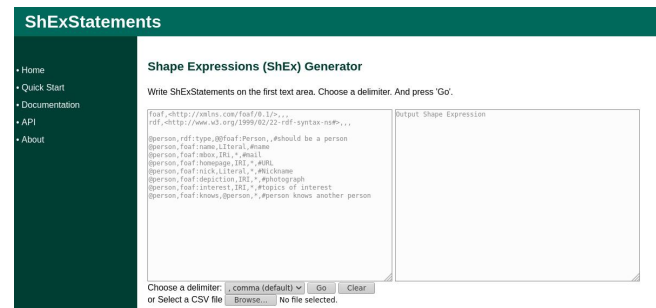 ShExStatements
• Home
• Quick Start
• Documentation
• API
• About
Shape Expressions (ShEx) Generator
Write ShExStatements on the first text area. Choose a delimiter. And press 'Go'.
foaf,<http://xmlns.com/foaf/0.1/>,,,
rdf,<http://www.w3.org/1999/02/22-rdf-syntax-ns#>,,,
@person,rdf:type,@@foaf:Person,,#should be a person
@person,foaf:name,LIteral,#name
@person,foaf:mbox,IRi,*,#mail
@person,foaf:homepage,IRI,*,#URL
@person,foaf:nick,Literal,*,#Nickname
@person,foaf:depiction,IRI,*,#photograph
@person,foaf:interest,IRI,*,#topics of interest
@person,foaf:knows,@person,*,#person knows another person
Output Shape Expression
Choose a delimiter: , comma (default) Go Clear
or Select a CSV file Browse... No file selected.